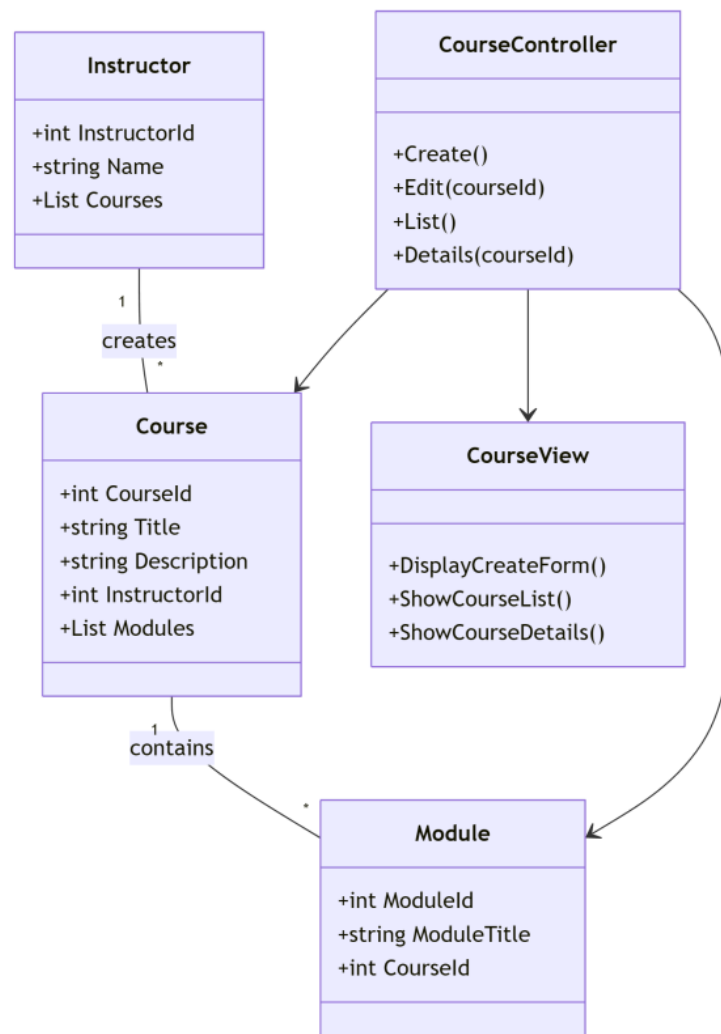 Instructor
+int InstructorId
+string Name
+List Courses
CourseController
+Create()
+Edit(courseId)
+List()
+Details(courseId)
1
creates
*
Course
+int CourseId
+string Title
+string Description
+int InstructorId
+List Modules
CourseView
+DisplayCreateForm()
+ShowCourseList()
+ShowCourseDetails()
1
contains
*
Module
+int ModuleId
+string ModuleTitle
+int CourseId